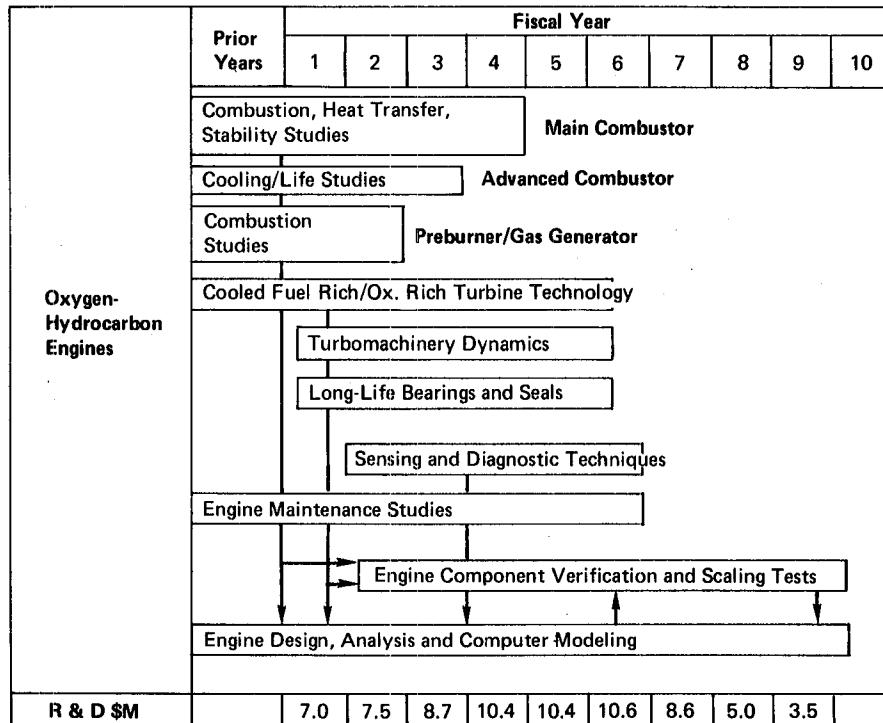 Prior Years
Fiscal Year
1 2 3 4 5 6 7 8 9 10
Oxygen-
Hydrocarbon
Engines
Combustion, Heat Transfer,
Stability Studies
Main Combustor
Cooling/Life Studies
Advanced Combustor
Combustion
Studies
Preburner/Gas Generator
Cooled Fuel Rich/Ox. Rich Turbine Technology
Turbomachinery Dynamics
Long-Life Bearings and Seals
Sensing and Diagnostic Techniques
Engine Maintenance Studies
Engine Component Verification and Scaling Tests
Engine Design, Analysis and Computer Modeling
R & D $M 7.0 7.5 8.7 10.4 10.4 10.6 8.6 5.0 3.5